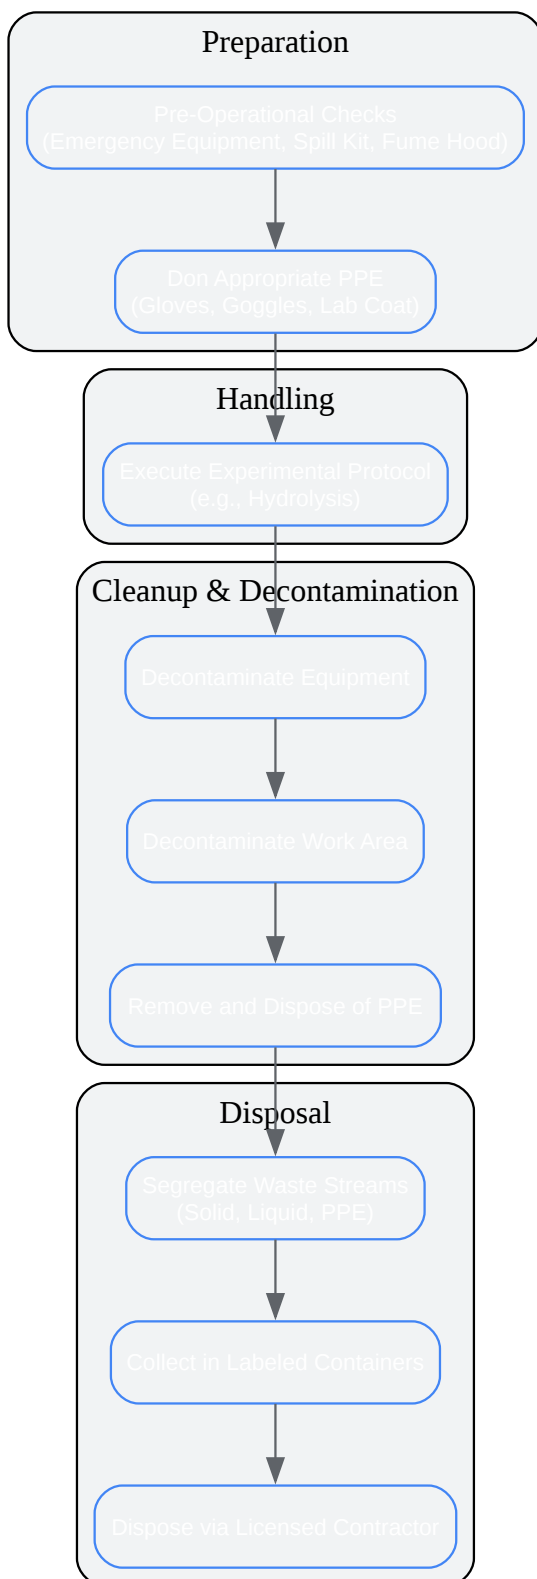 Preparation
Pre-Operational Checks
(Emergency Equipment, Spill Kit, Fume Hood)
Don Appropriate PPE
(Gloves, Goggles, Lab Coat)
Handling
Execute Experimental Protocol
(e.g., Hydrolysis)
Cleanup & Decontamination
Decontaminate Equipment
Decontaminate Work Area
Remove and Dispose of PPE
Disposal
Segregate Waste Streams
(Solid, Liquid, PPE)
Collect in Labeled Containers
Dispose via Licensed Contractor